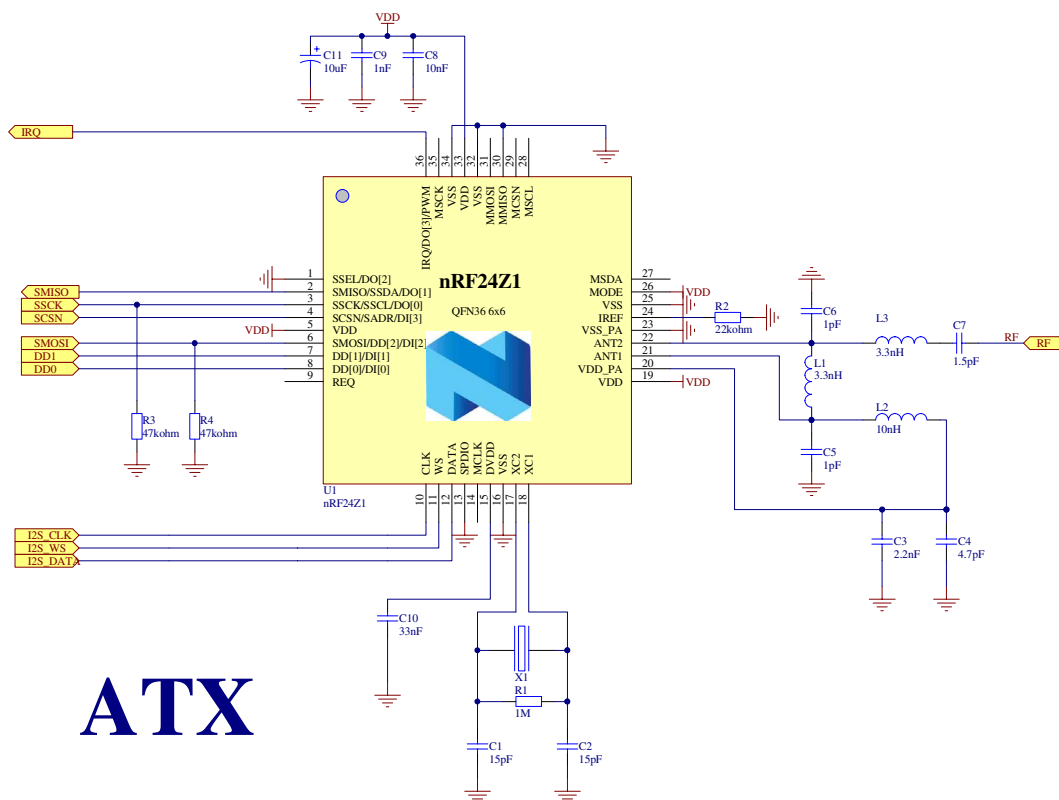 VDD
C11
10uF
C9
1nF
C8
10nF
IRQ
36
35
34
33
32
31
30
29
28
IRQ/DO[3]/PWM
MSCK
VSS
VDD
VSS
MMOSI
MMISO
MCSN
MSCL
nRF24Z1
QFN36 6x6
1 SSEL/DO[2]
SMISO 2 SMISO/SSDA/DO[1]
SSCK 3 SSCK/SSCL/DO[0]
SCSN 4 SCSN/SADR/DI[3]
VDD 5 VDD
SMOSI 6 SMOSI/DD[2]/DI[2]
DD1 7 DD[1]/DI[1]
DD0 8 DD[0]/DI[0]
9 REQ
MSDA 27
MODE 26 VDD
VSS 25
IREF 24
VSS_PA 23
ANT2 22
ANT1 21
VDD_PA 20
VDD 19 VDD
R2
22kohm
C6
1pF
L3
3.3nH
C7
1.5pF
RF RF
L1
3.3nH
L2
10nH
C5
1pF
R3
47kohm
R4
47kohm
CLK
WS
DATA
SPDIO
MCLK
DVDD
VSS
XC2
XC1
10
11
12
13
14
15
16
17
18
U1
nRF24Z1
I2S_CLK
I2S_WS
I2S_DATA
C3
2.2nF
C4
4.7pF
C10
33nF
X1
R1
1M
C1
15pF
C2
15pF
ATX